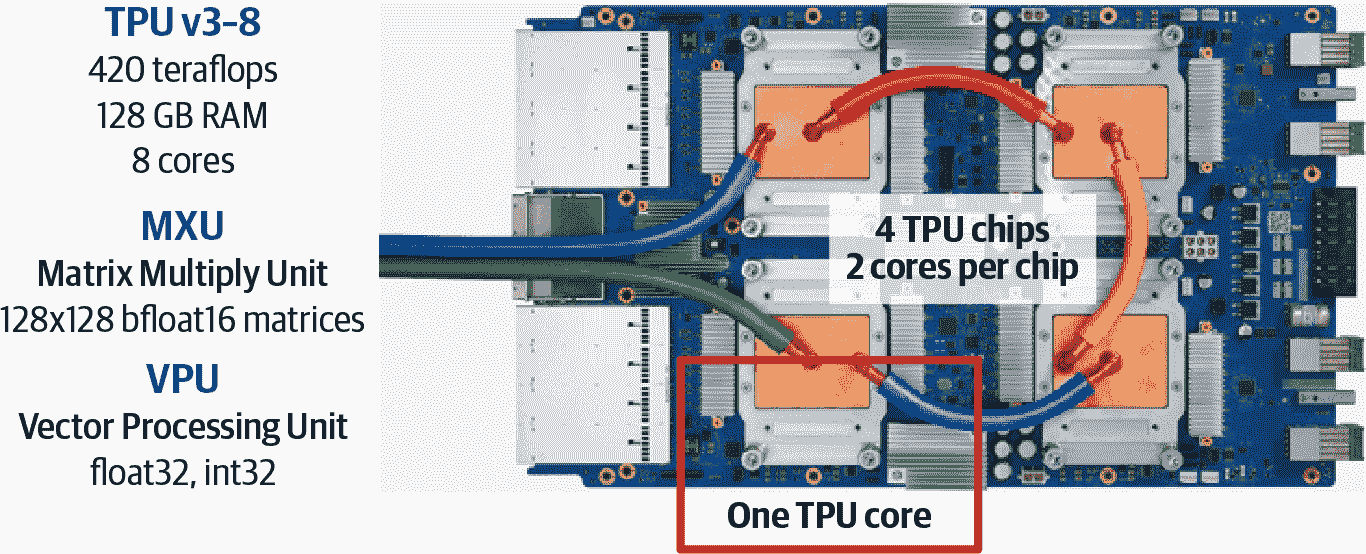 TPU v3–8
420 teraflops
128 GB RAM
8 cores
MXU
Matrix Multiply Unit
128x128 bfloat16 matrices
VPU
Vector Processing Unit
float32, int32
4 TPU chips
2 cores per chip
One TPU core